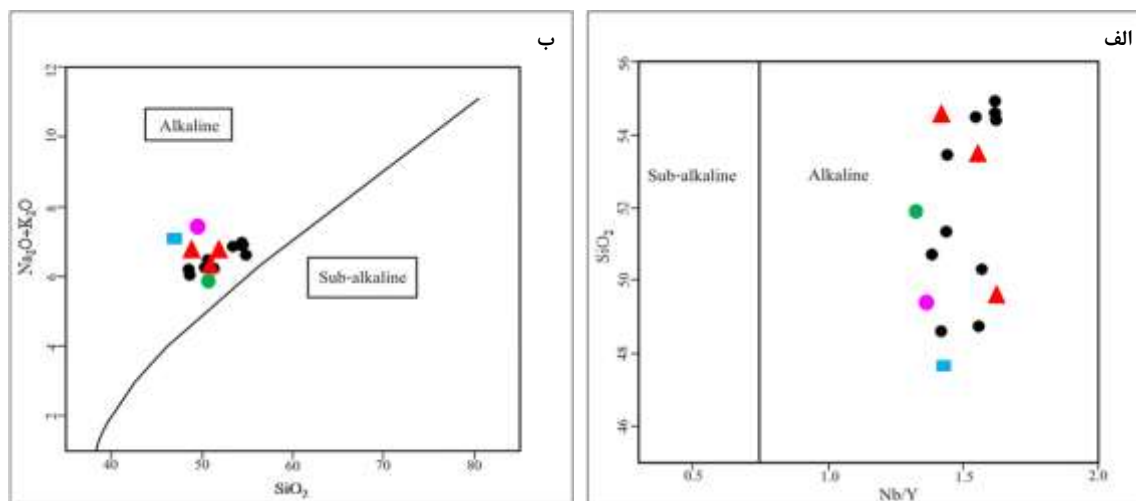 ب
الف
Alkaline
Sub-alkaline
Na₂O+K₂O
2
4
6
8
10
12
40
50
60
70
80
SiO₂
Sub-alkaline
Alkaline
SiO₂
46
48
50
52
54
56
0.5
1.0
1.5
2.0
Nb/Y